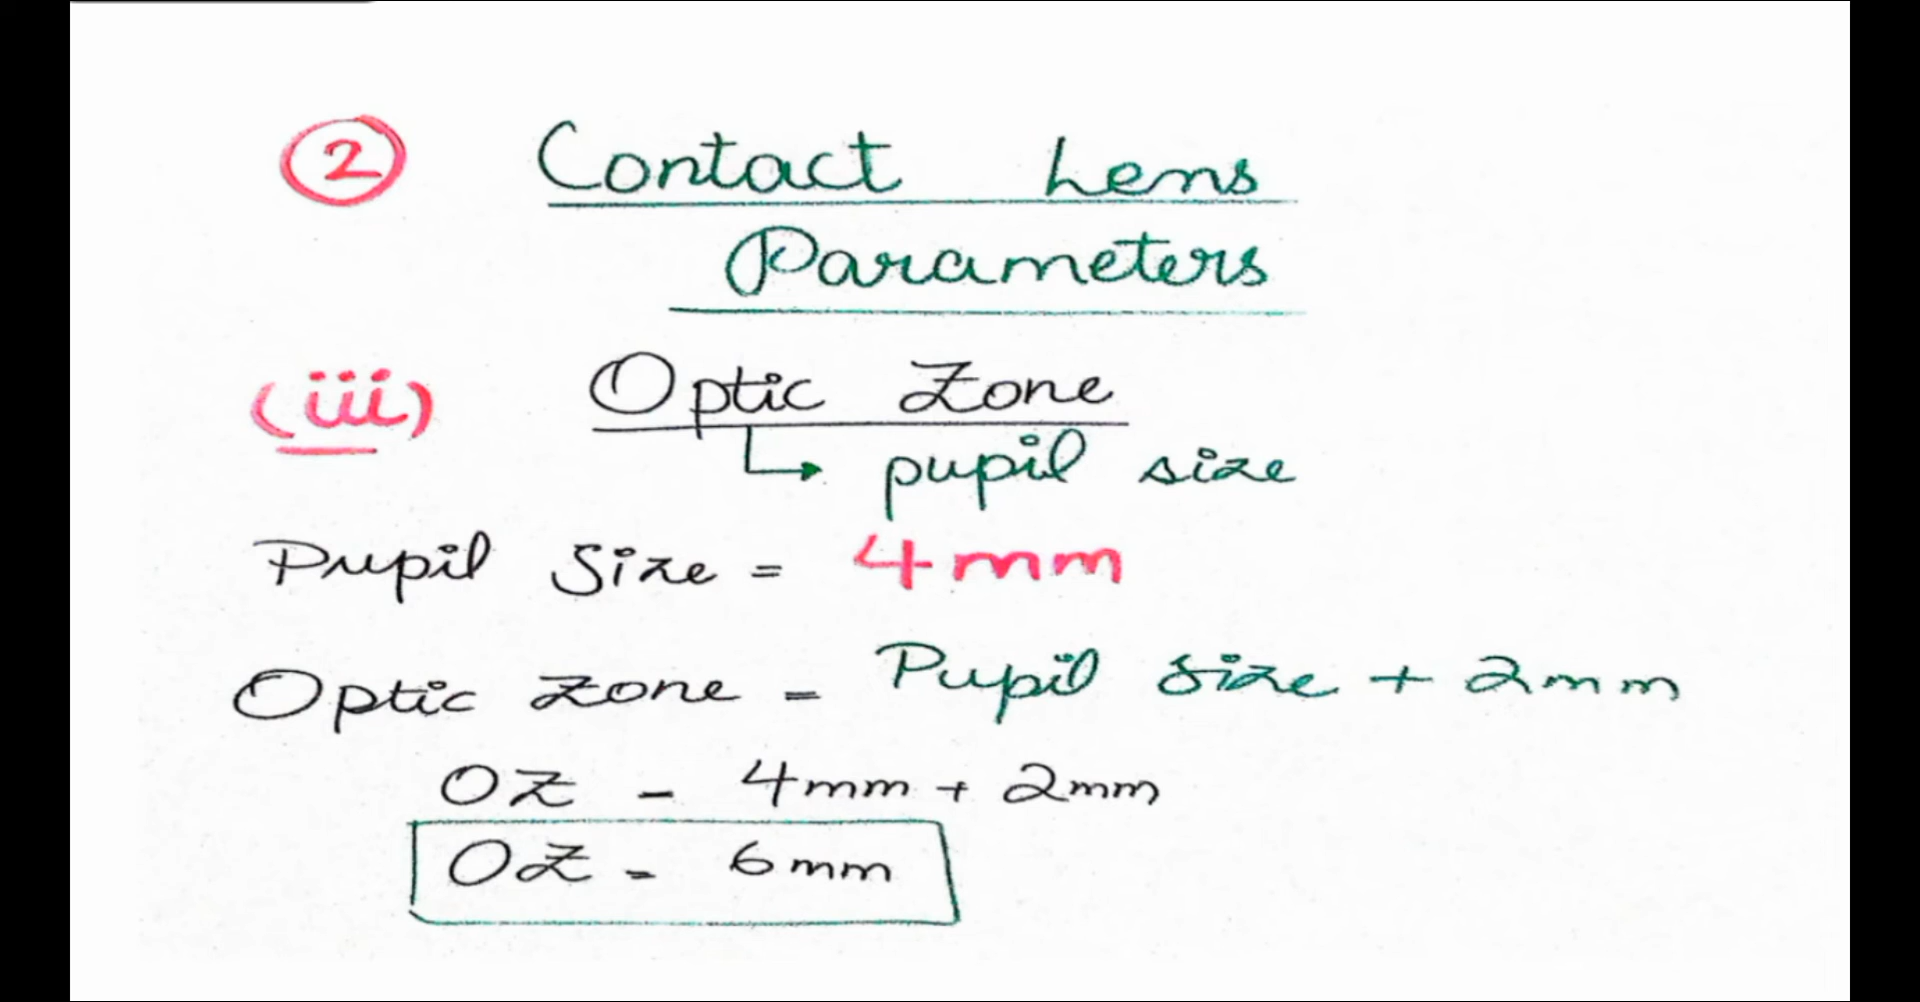 2 Contact Lens
Parameters
(iii) Optic Zone
pupil size
Pupil Size = 4mm
Optic zone = Pupil size + 2mm
OZ = 4mm + 2mm
OZ = 6mm